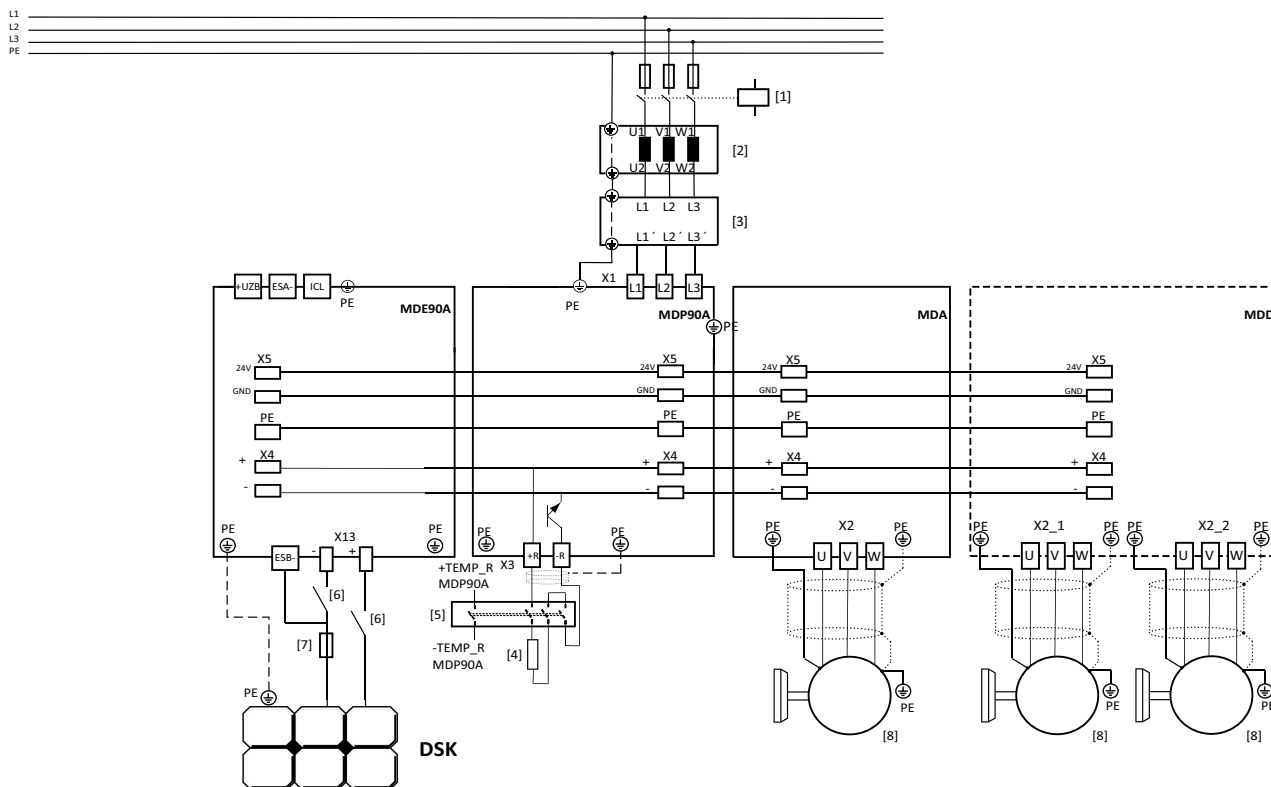 L1
L2
L3
PE
[1]
U1 V1 W1
[2]
U2 V2 W2
L1 L2 L3
[3]
L1´ L2´ L3´
X1
+UZB ESA- ICL
PE
PE
L1 L2 L3
MDE90A
MDP90A
MDA
PE
X5 X5 X5 X5
24V 24V 24V 24V
GND GND GND GND
PE PE PE PE
X4 X4 X4 X4
+ + + +
- - - -
PE X13 PE PE PE PE X2 PE PE X2_1 PE PE X2_2 PE
ESB- - + +R -R U V W U V W U V W
X3
+TEMP_R
MDP90A
[6]
[6]
[5]
[7]
-TEMP_R
MDP90A
[4]
PE
PE PE PE
[8] [8] [8]
DSK